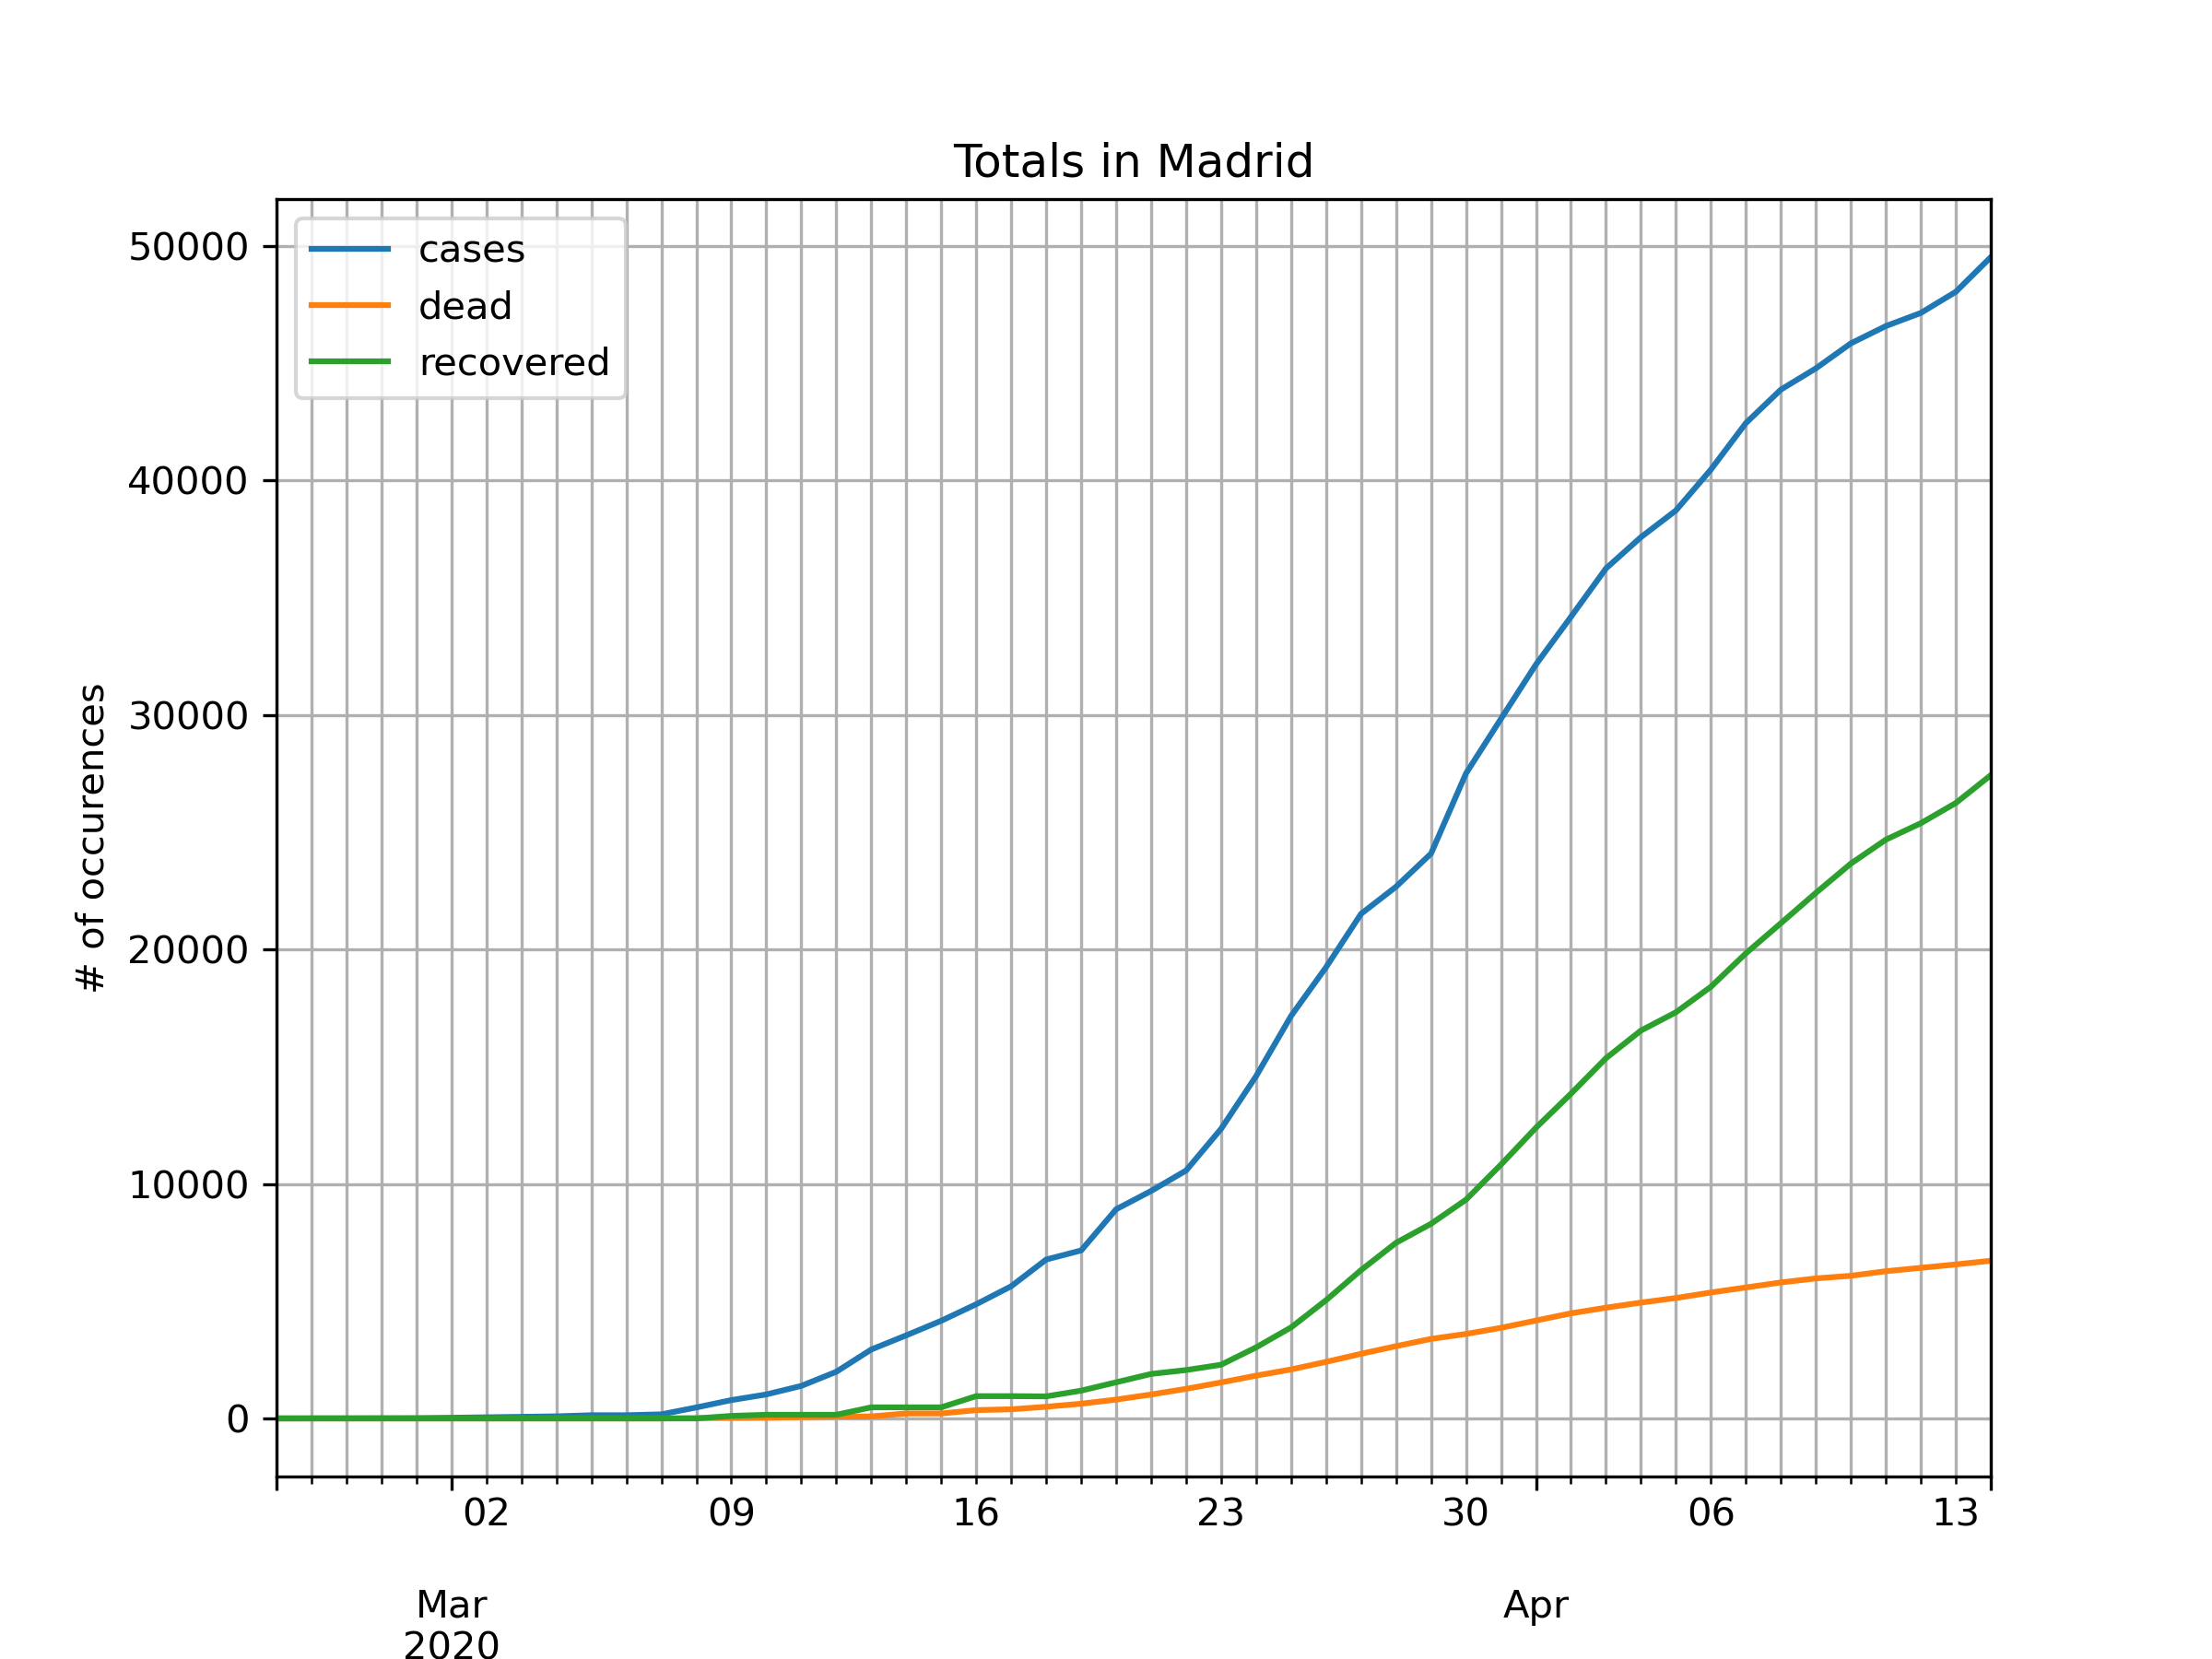 Totals in Madrid
cases
dead
recovered
50000
40000
30000
20000
10000
0
# of occurences
02 09 16 23 30 06 13
Mar Apr
2020